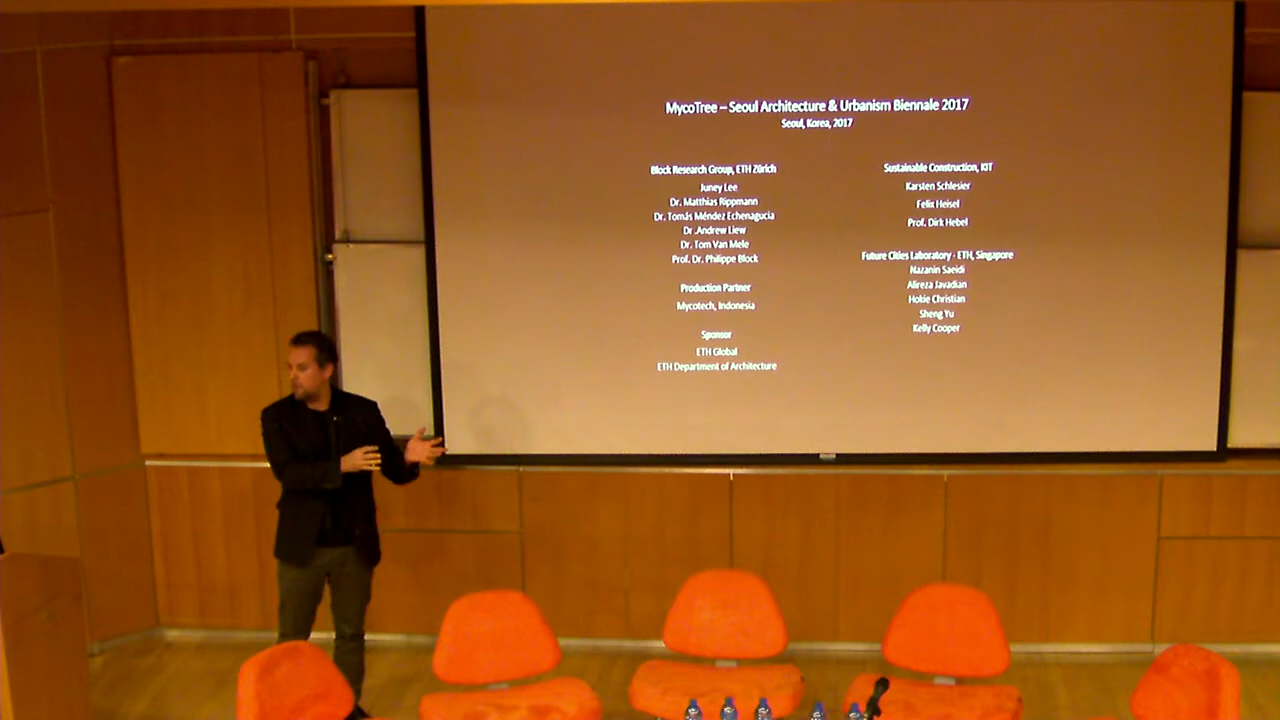 MycoTree – Seoul Architecture & Urbanism Biennale 2017
Seoul, Korea, 2017
Block Research Group, ETH Zürich
Juney Lee
Dr. Matthias Rippmann
Dr. Tomás Méndez Echenagucia
Dr .Andrew Liew
Dr. Tom Van Mele
Prof. Dr. Philippe Block
Production Partner
Mycotech, Indonesia
Sponsor
ETH Global
ETH Department of Architecture
Sustainable Construction, KIT
Karsten Schlesier
Felix Heisel
Prof. Dirk Hebel
Future Cities Laboratory - ETH, Singapore
Nazanin Saeidi
Alireza Javadian
Hokie Christian
Sheng Yu
Kelly Cooper